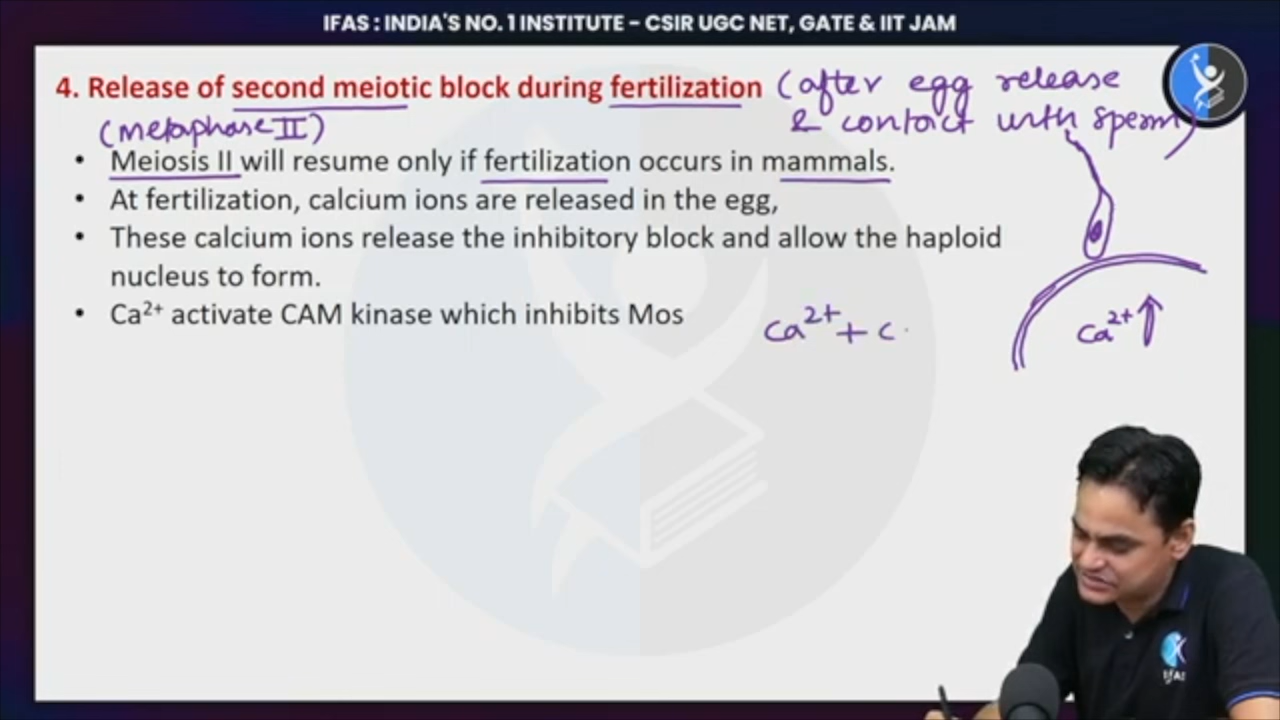 IFAS : INDIA'S NO. 1 INSTITUTE – CSIR UGC NET, GATE & IIT JAM
4. Release of second meiotic block during fertilization (after egg release
& contact with sperm)
(metaphase II)
• Meiosis II will resume only if fertilization occurs in mammals.
• At fertilization, calcium ions are released in the egg,
• These calcium ions release the inhibitory block and allow the haploid
nucleus to form.
• Ca²⁺ activate CAM kinase which inhibits Mos
Ca²⁺ + C
Ca²⁺ ↑
IFAS